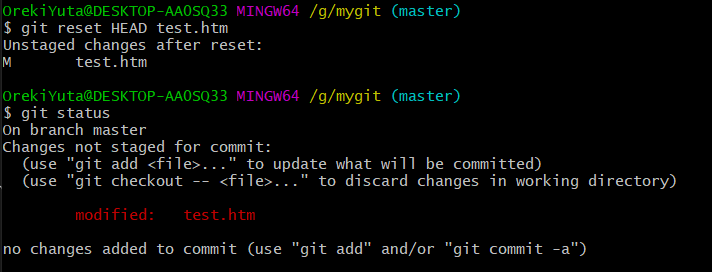 OrekiYuta@DESKTOP-AA0SQ33 MINGW64 /g/mygit (master)
$ git reset HEAD test.htm
Unstaged changes after reset:
M       test.htm
OrekiYuta@DESKTOP-AA0SQ33 MINGW64 /g/mygit (master)
$ git status
On branch master
Changes not staged for commit:
  (use "git add <file>..." to update what will be committed)
  (use "git checkout -- <file>..." to discard changes in working directory)
        modified:   test.htm
no changes added to commit (use "git add" and/or "git commit -a")